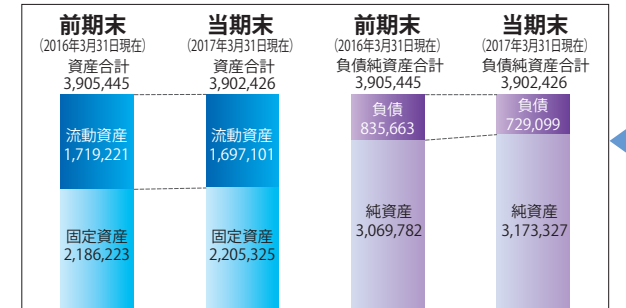 前期末
(2016年3月31日現在)
資産合計
3,905,445
流動資産
1,719,221
固定資産
2,186,223
当期末
(2017年3月31日現在)
資産合計
3,902,426
流動資産
1,697,101
固定資産
2,205,325
前期末
(2016年3月31日現在)
負債純資産合計
3,905,445
負債
835,663
純資産
3,069,782
当期末
(2017年3月31日現在)
負債純資産合計
3,902,426
負債
729,099
純資産
3,173,327